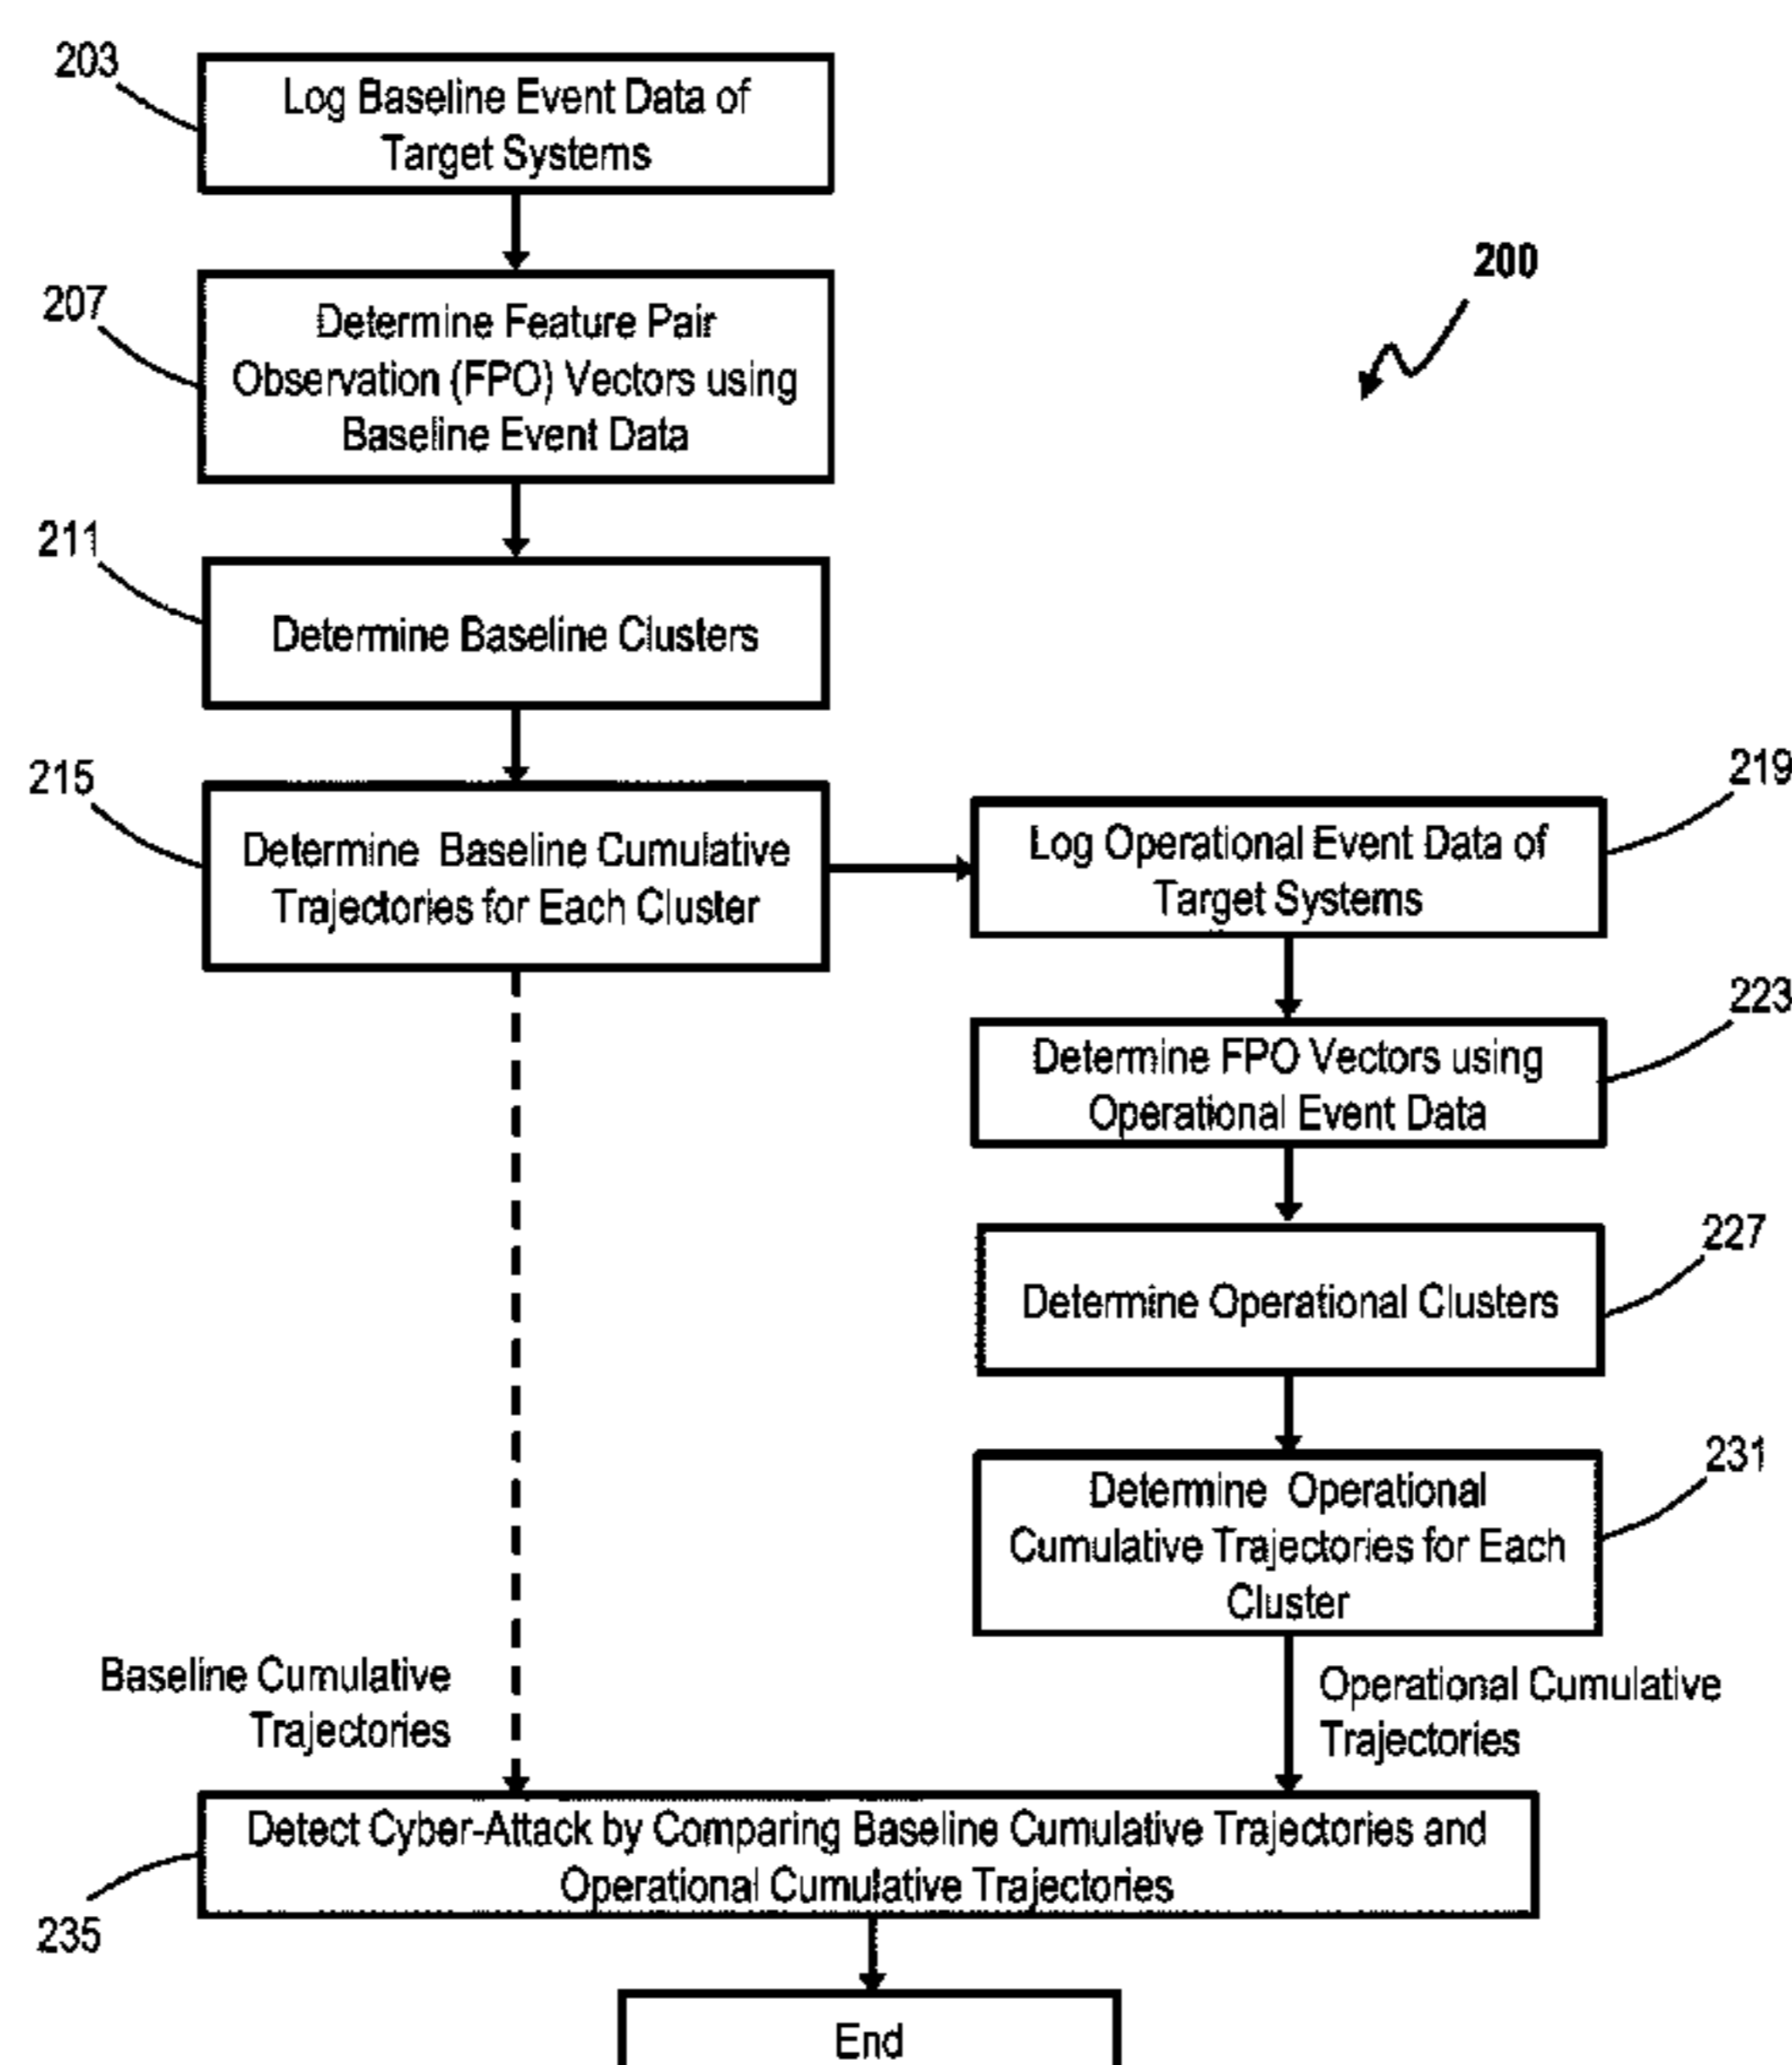 203
Log Baseline Event Data of
Target Systems
200
207
Determine Feature Pair
Observation (FPO) Vectors using
Baseline Event Data
211
Determine Baseline Clusters
215
Determine Baseline Cumulative
Trajectories for Each Cluster
219
Log Operational Event Data of
Target Systems
223
Determine FPO Vectors using
Operational Event Data
227
Determine Operational Clusters
231
Determine Operational
Cumulative Trajectories for Each
Cluster
Baseline Cumulative
Trajectories
Operational Cumulative
Trajectories
Detect Cyber-Attack by Comparing Baseline Cumulative Trajectories and
Operational Cumulative Trajectories
235
End